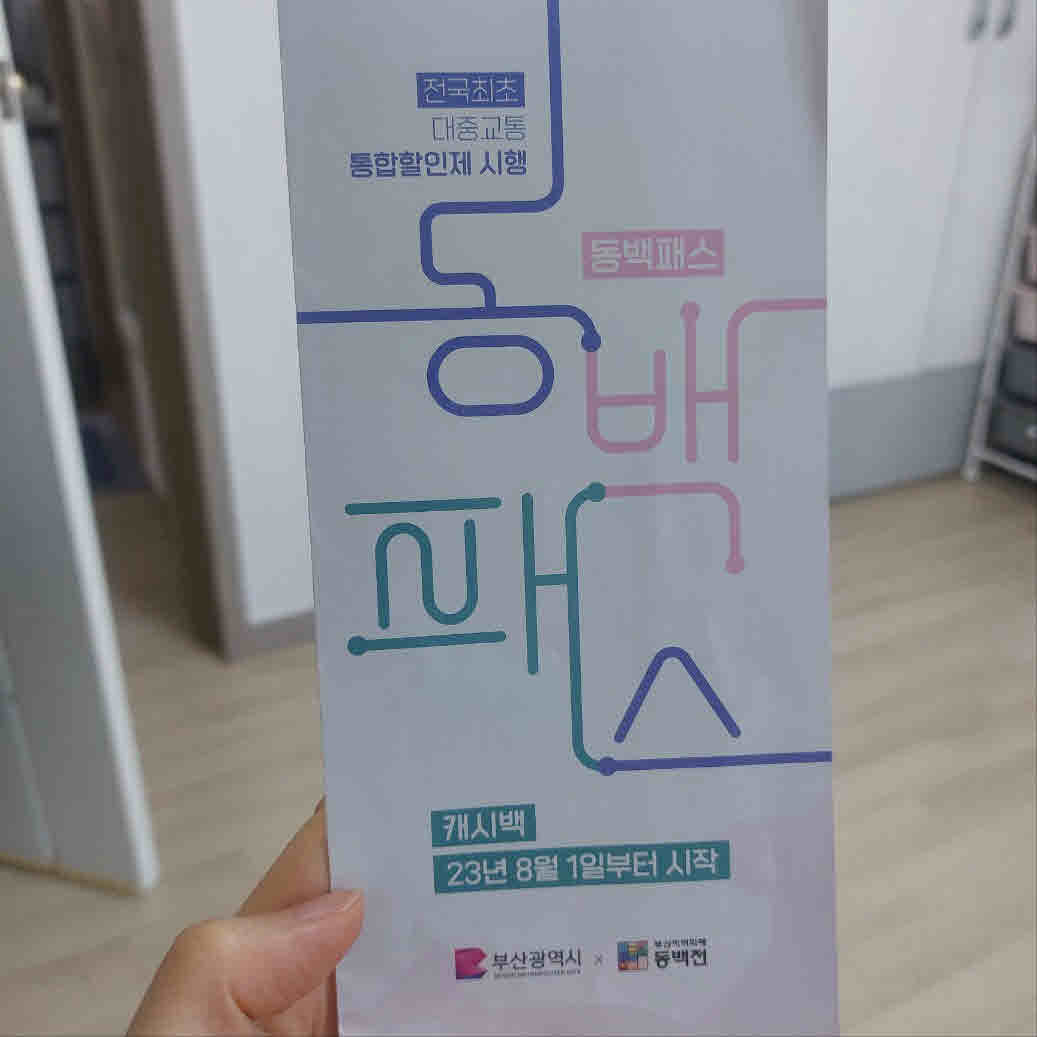 전국최초
대중교통
통합할인제 시행
동백패스
동백
패스
캐시백
23년 8월 1일부터 시작
부산광역시 × 부산지역화폐 동백전